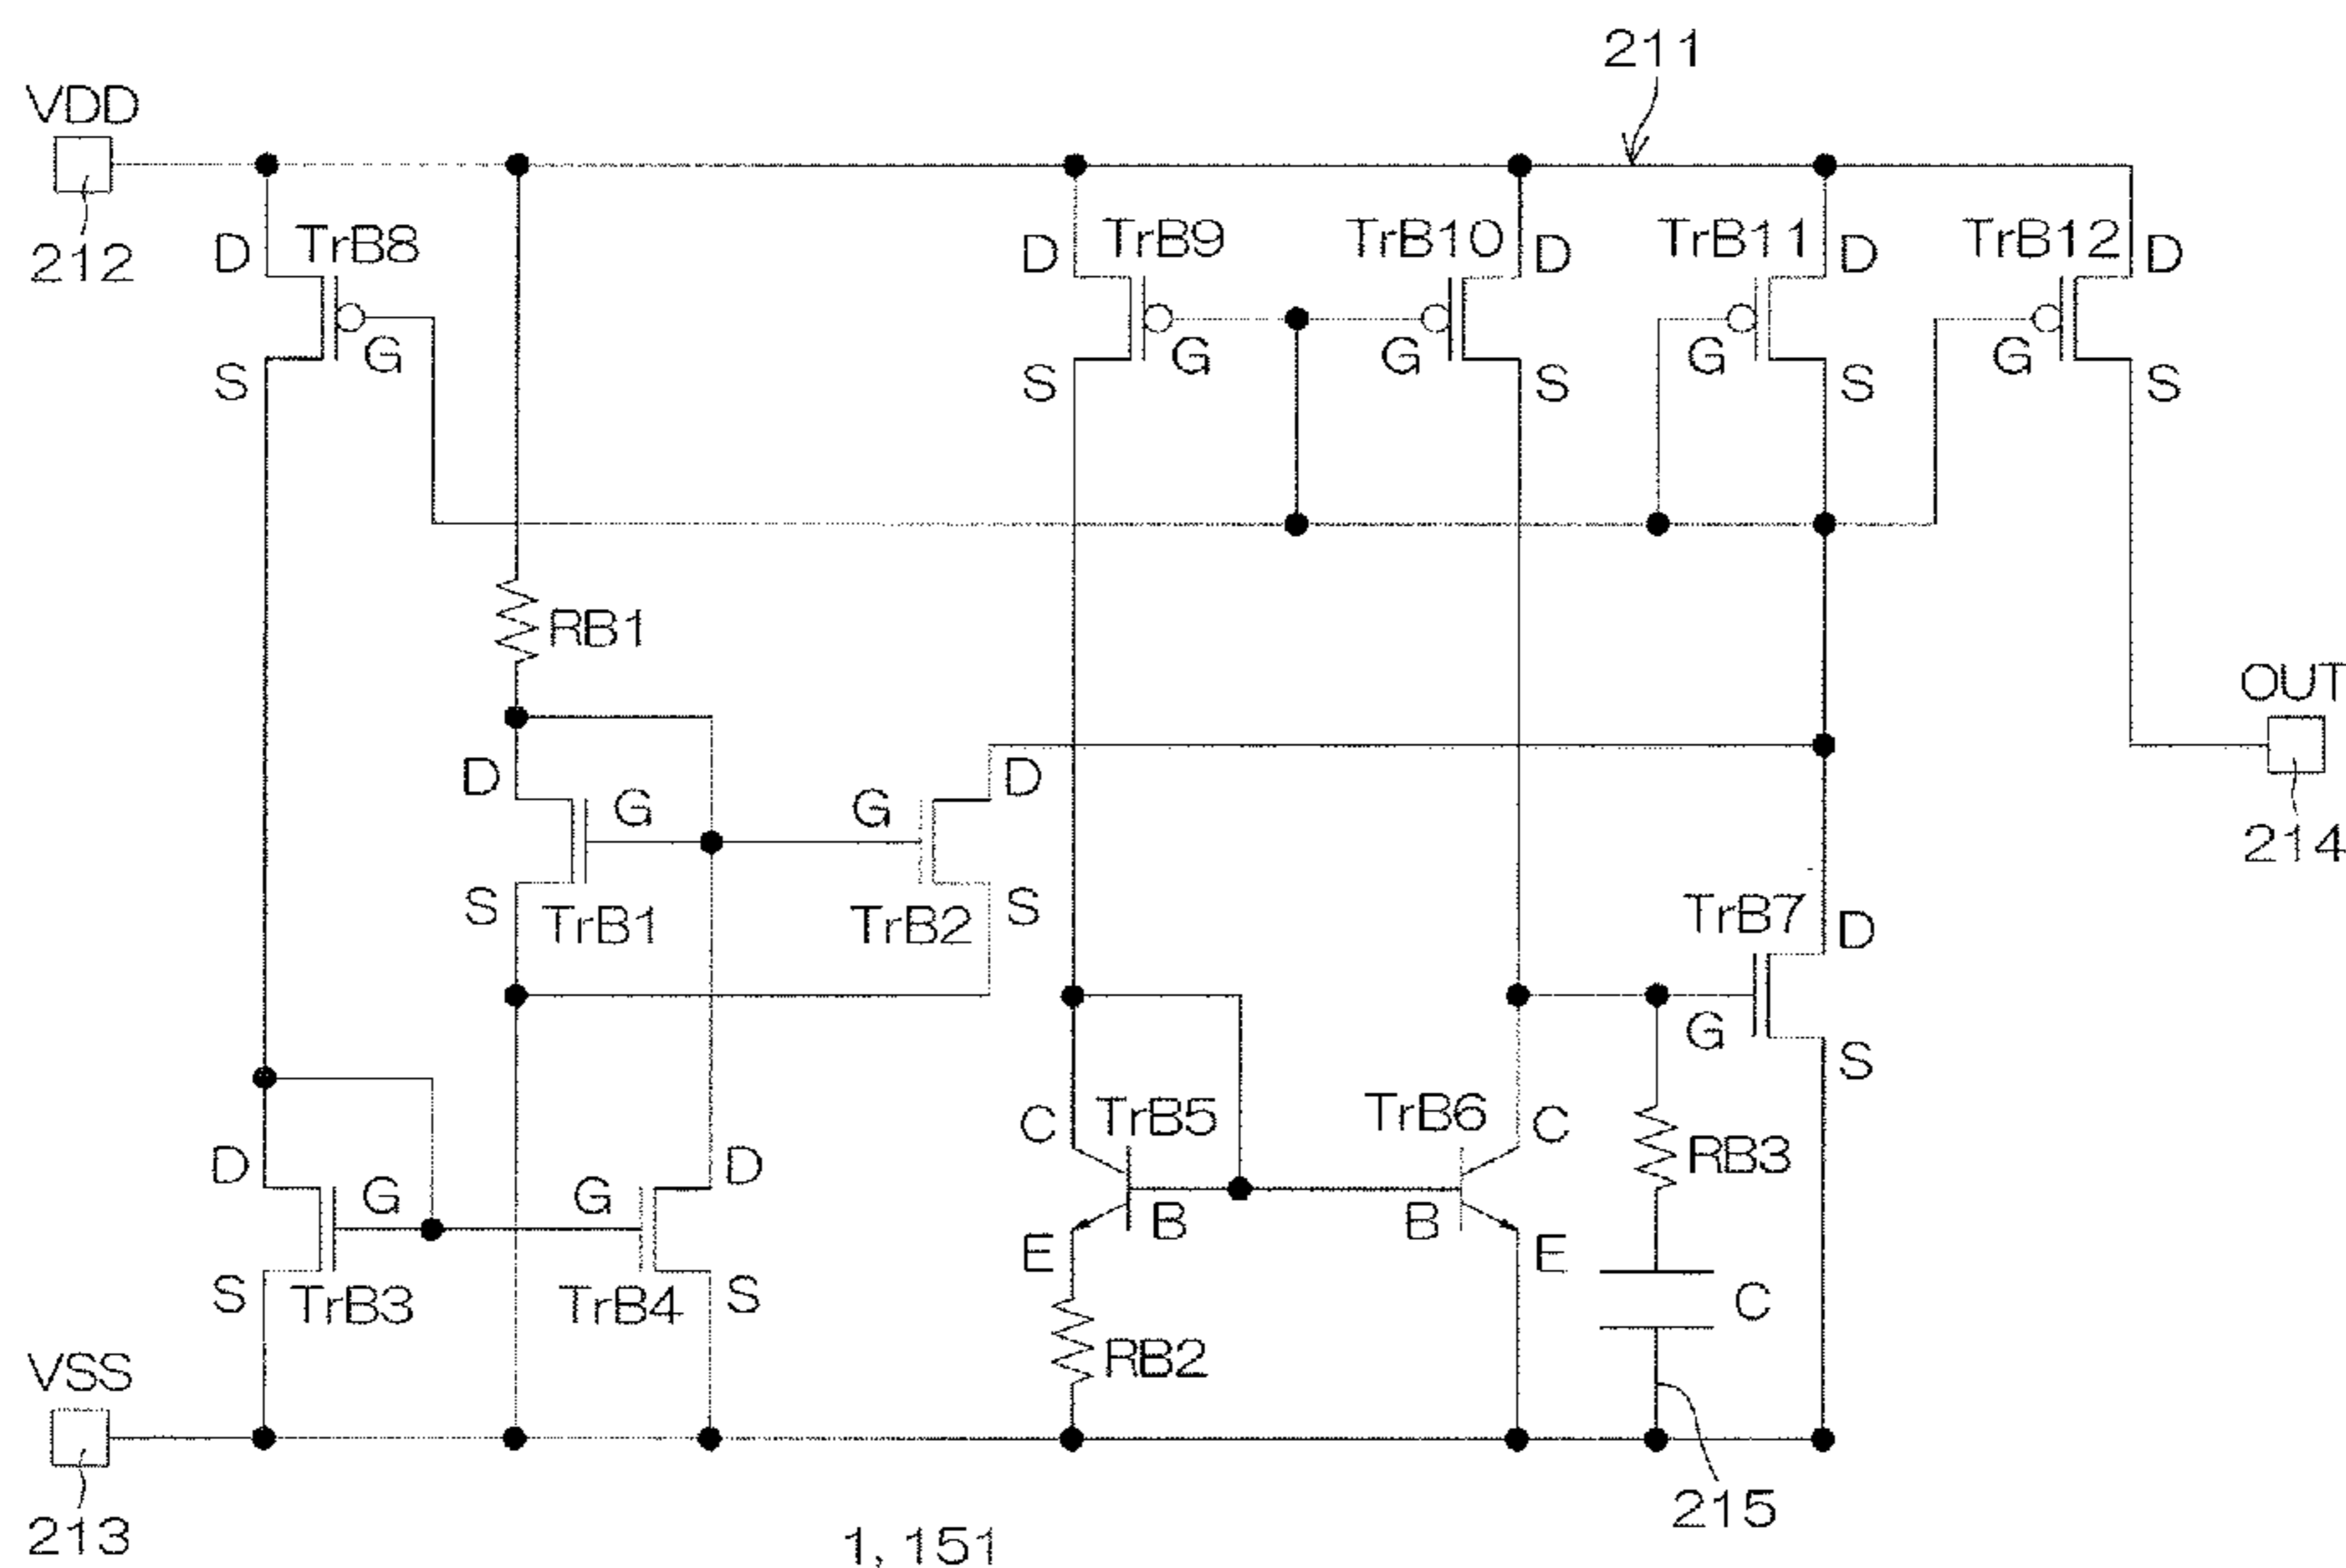 211
VDD
212
D TrB8
G
S
D TrB9
G
S
TrB10 D
G
S
TrB11 D
G
S
TrB12 D
G
S
RB1
OUT
214
D
G
S
TrB1
G
D
S
TrB2
TrB7
D
G
S
D
G
S
TrB3
G
D
S
TrB4
C TrB5
B
E
RB2
TrB6 C
B
E
RB3
C
VSS
213
215
1, 151